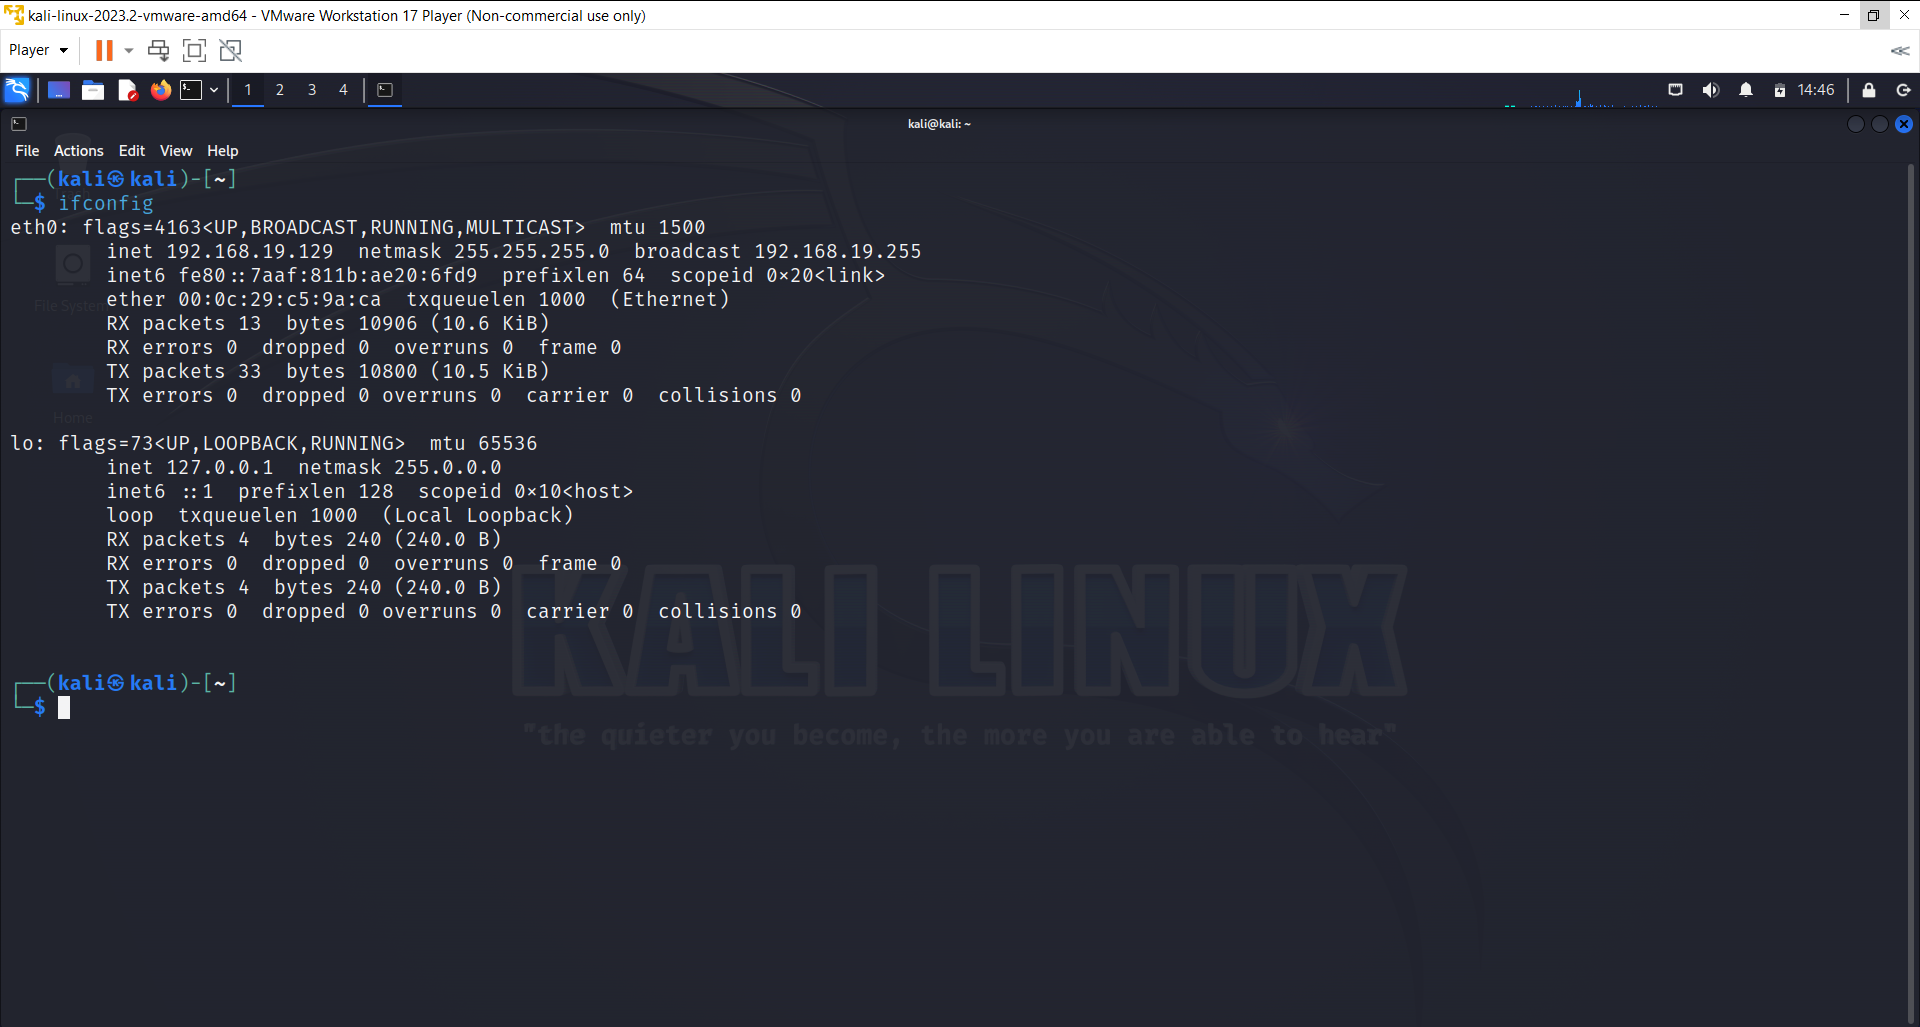 kali-linux-2023.2-vmware-amd64 - VMware Workstation 17 Player (Non-commercial use only)
Player
1 2 3 4 14:46
kali@kali: ~
File Actions Edit View Help
┌──(kali㉿kali)-[~]
└─$ ifconfig
eth0: flags=4163<UP,BROADCAST,RUNNING,MULTICAST>  mtu 1500
        inet 192.168.19.129  netmask 255.255.255.0  broadcast 192.168.19.255
        inet6 fe80::7aaf:811b:ae20:6fd9  prefixlen 64  scopeid 0×20<link>
        ether 00:0c:29:c5:9a:ca  txqueuelen 1000  (Ethernet)
        RX packets 13  bytes 10906 (10.6 KiB)
        RX errors 0  dropped 0  overruns 0  frame 0
        TX packets 33  bytes 10800 (10.5 KiB)
        TX errors 0  dropped 0 overruns 0  carrier 0  collisions 0
lo: flags=73<UP,LOOPBACK,RUNNING>  mtu 65536
        inet 127.0.0.1  netmask 255.0.0.0
        inet6 ::1  prefixlen 128  scopeid 0×10<host>
        loop  txqueuelen 1000  (Local Loopback)
        RX packets 4  bytes 240 (240.0 B)
        RX errors 0  dropped 0  overruns 0  frame 0
        TX packets 4  bytes 240 (240.0 B)
        TX errors 0  dropped 0 overruns 0  carrier 0  collisions 0
┌──(kali㉿kali)-[~]
└─$
File System
Home
KALI LINUX
"the quieter you become, the more you are able to hear"